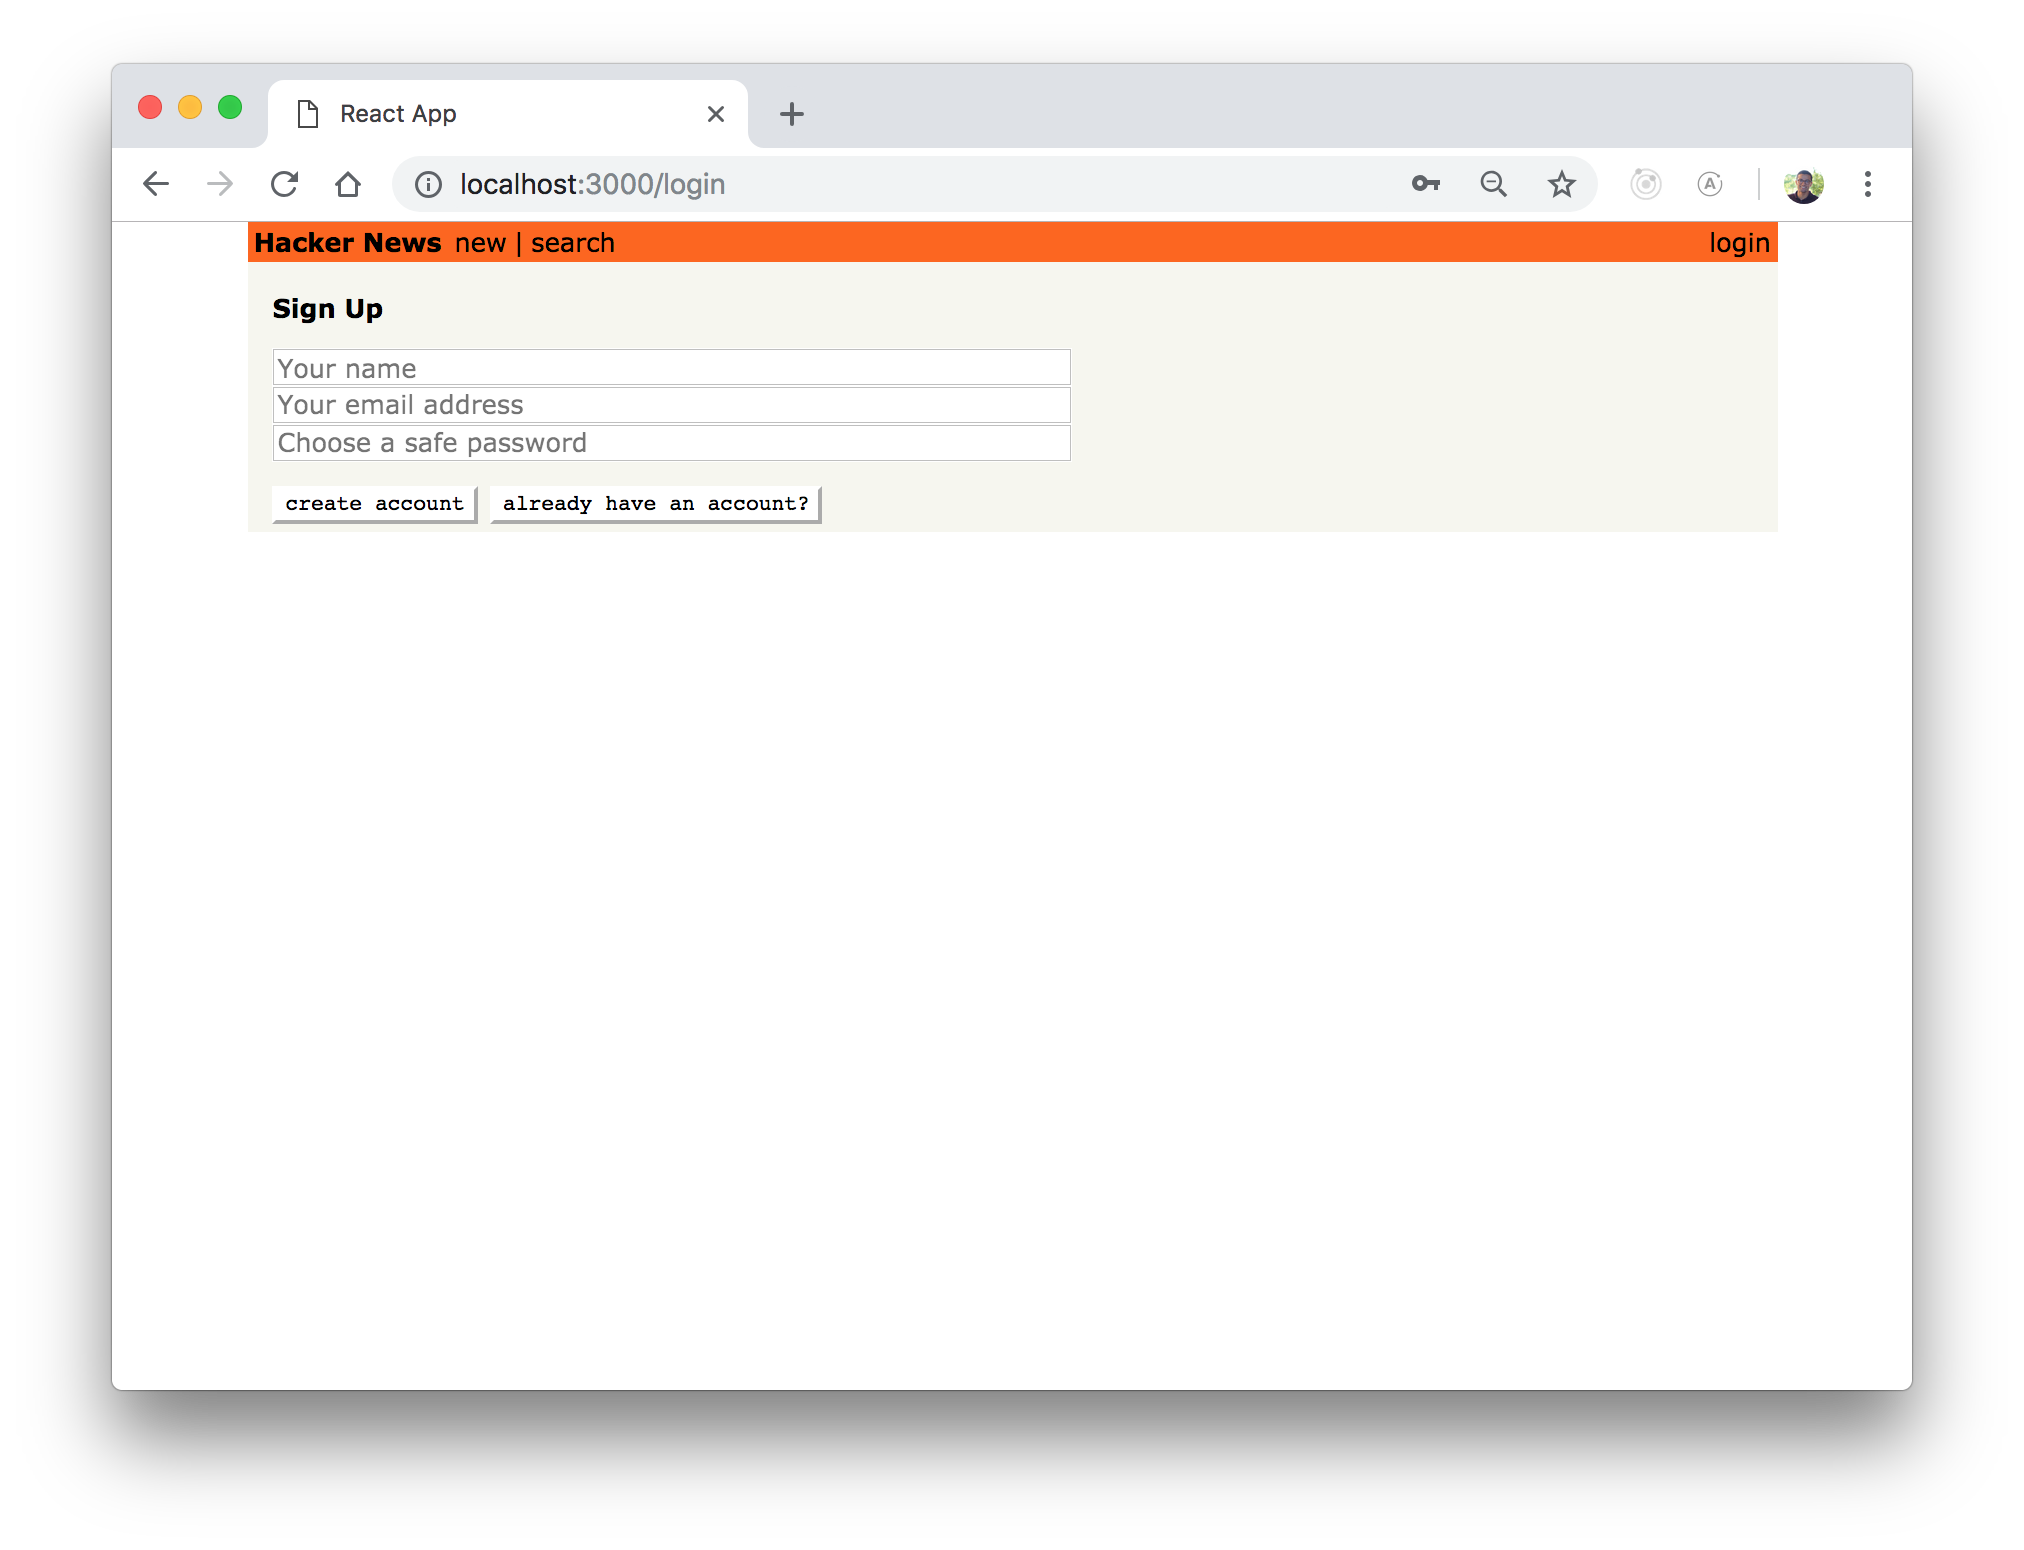 React App
localhost:3000/login
Hacker News new | search login
Sign Up
Your name
Your email address
Choose a safe password
create account already have an account?